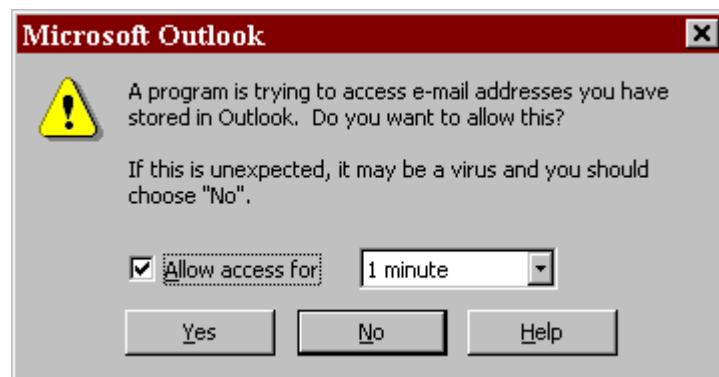 Microsoft Outlook
A program is trying to access e-mail addresses you have
stored in Outlook. Do you want to allow this?
If this is unexpected, it may be a virus and you should
choose "No".
Allow access for 1 minute
Yes No Help